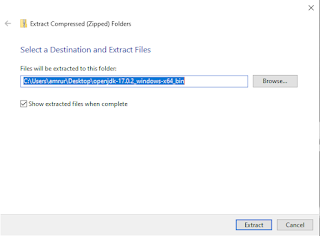 Extract Compressed (Zipped) Folders
Select a Destination and Extract Files
Files will be extracted to this folder:
C:\Users\amrur\Desktop\openjdk-17.0.2_windows-x64_bin
Browse...
Show extracted files when complete
Extract
Cancel